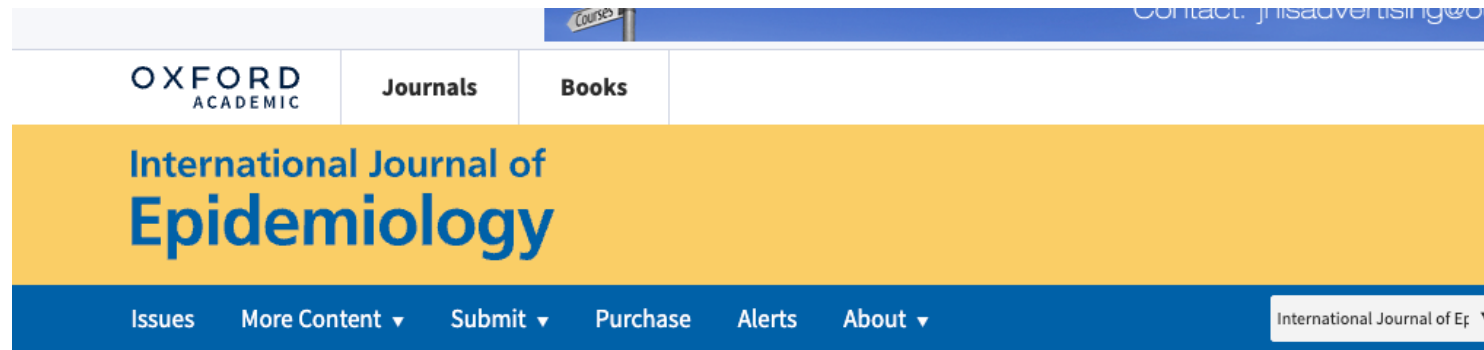 Courses
Contact: jnlsadvertising@o
OXFORD
ACADEMIC
Journals
Books
International Journal of
Epidemiology
Issues
More Content ▾
Submit ▾
Purchase
Alerts
About ▾
International Journal of Ep